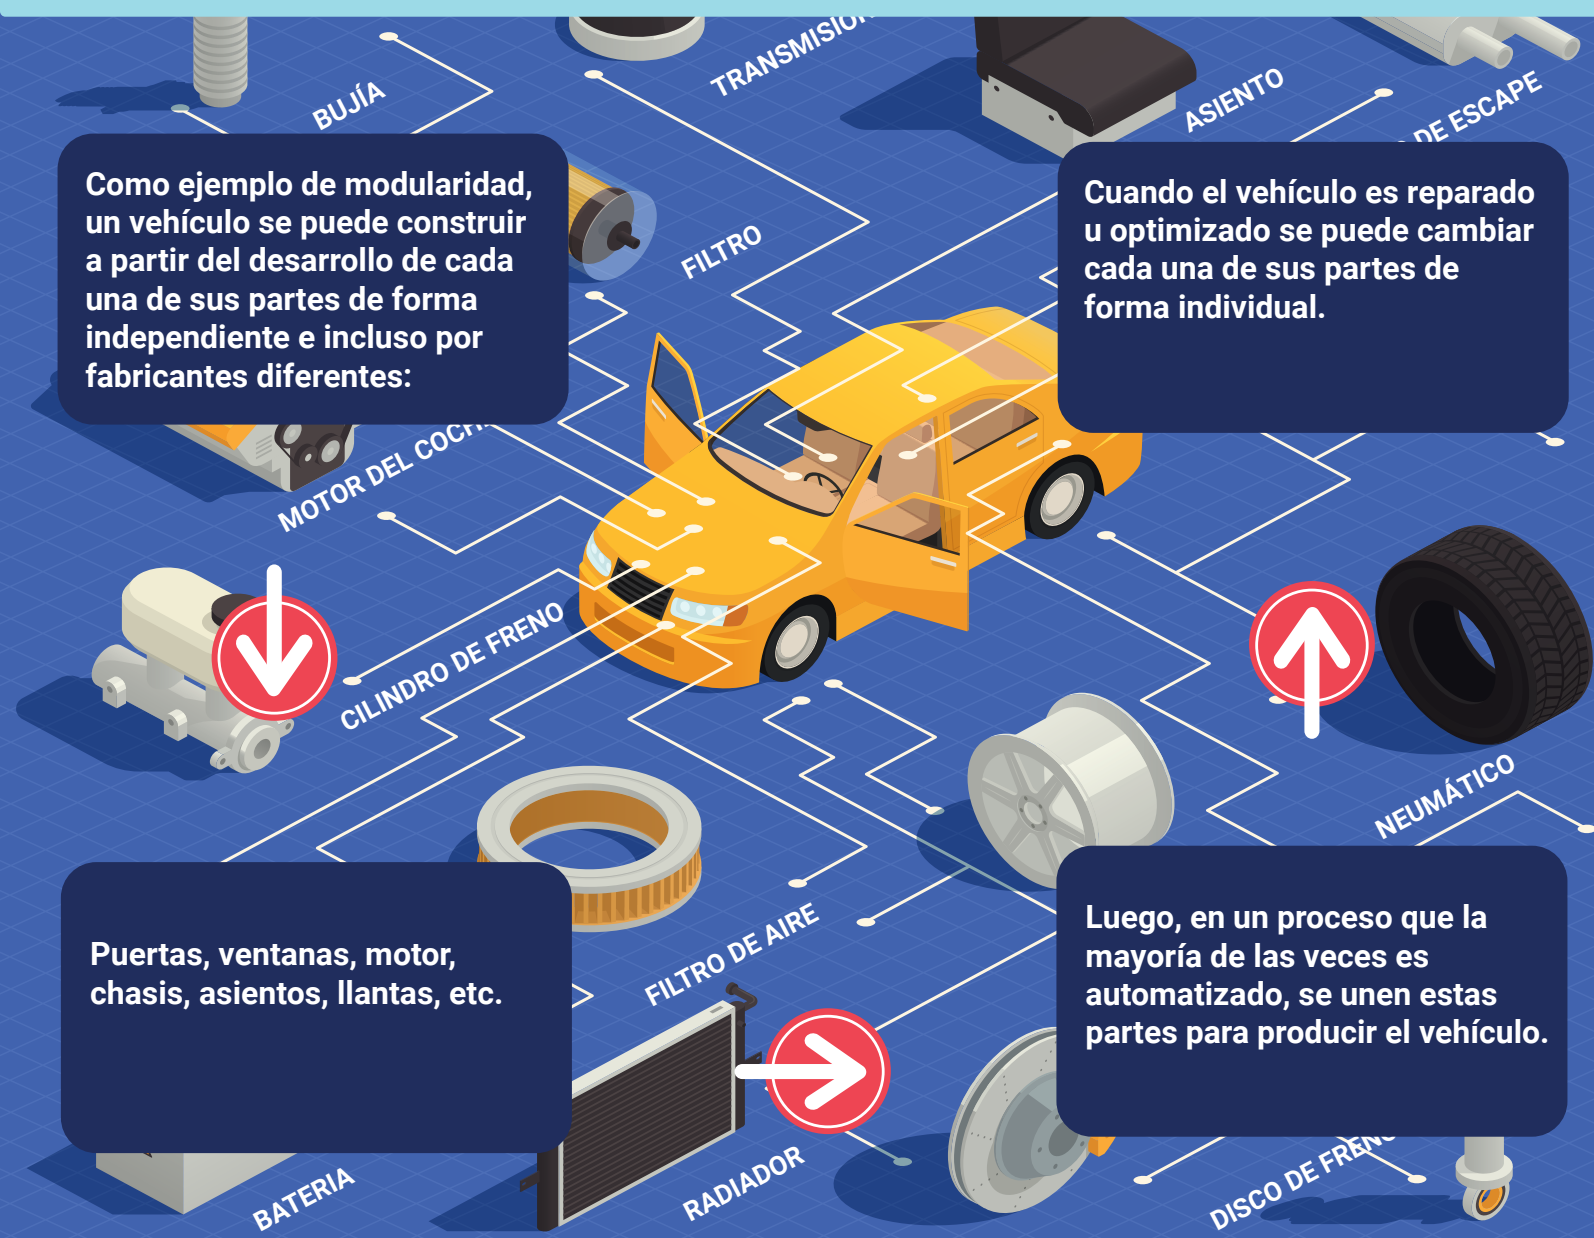 BUJÍA
TRANSMISIÓN
ASIENTO
DE ESCAPE
Como ejemplo de modularidad,
un vehículo se puede construir
a partir del desarrollo de cada
una de sus partes de forma
independiente e incluso por
fabricantes diferentes:
FILTRO
Cuando el vehículo es reparado
u optimizado se puede cambiar
cada una de sus partes de
forma individual.
MOTOR DEL COCHE
CILINDRO DE FRENO
NEUMÁTICO
Puertas, ventanas, motor,
chasis, asientos, llantas, etc.
FILTRO DE AIRE
Luego, en un proceso que la
mayoría de las veces es
automatizado, se unen estas
partes para producir el vehículo.
BATERIA
RADIADOR
DISCO DE FRENO